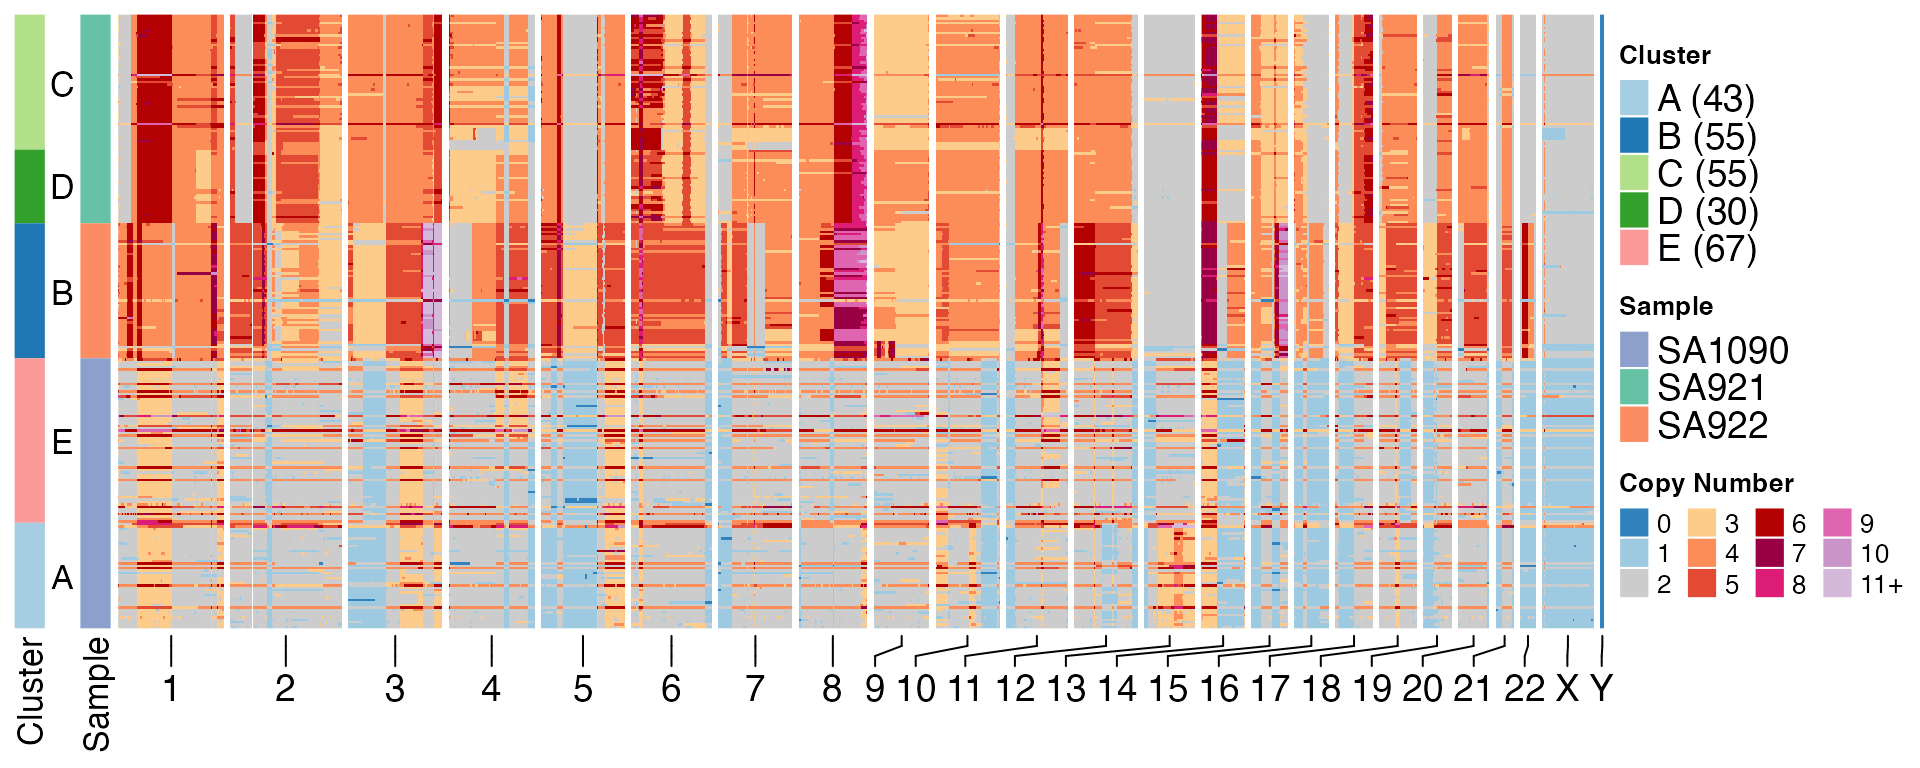 C
D
B
E
A
Cluster
Sample
1 2 3 4 5 6 7 8 9 10 11 12 13 14 15 16 17 18 19 20 21 22 X Y
Cluster
A (43)
B (55)
C (55)
D (30)
E (67)
Sample
SA1090
SA921
SA922
Copy Number
0 3 6 9
1 4 7 10
2 5 8 11+